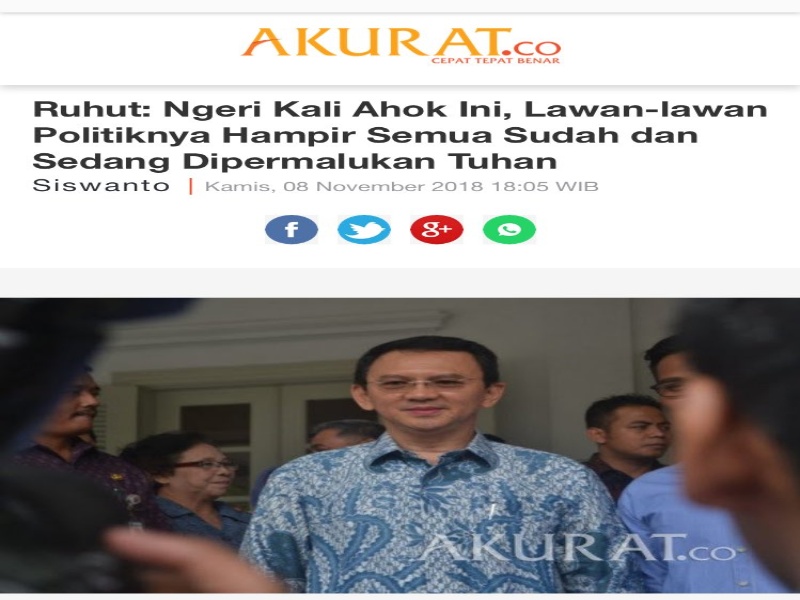 AKURAT.CO
CEPAT TEPAT BENAR
Ruhut: Ngeri Kali Ahok Ini, Lawan-lawan
Politiknya Hampir Semua Sudah dan
Sedang Dipermalukan Tuhan
Siswanto | Kamis, 08 November 2018 18:05 WIB
f g+
AKURAT.CO